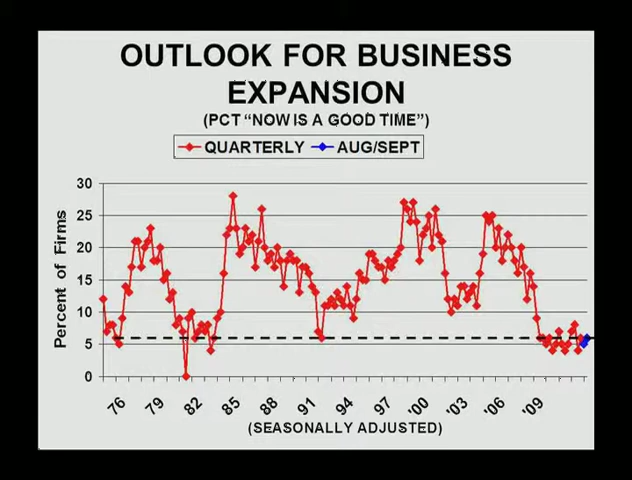 OUTLOOK FOR BUSINESS
EXPANSION
(PCT “NOW IS A GOOD TIME”)
QUARTERLY AUG/SEPT
30
25
20
15
10
5
0
Percent of Firms
76 79 82 85 88 91 94 97 '00 '03 '06 '09
(SEASONALLY ADJUSTED)